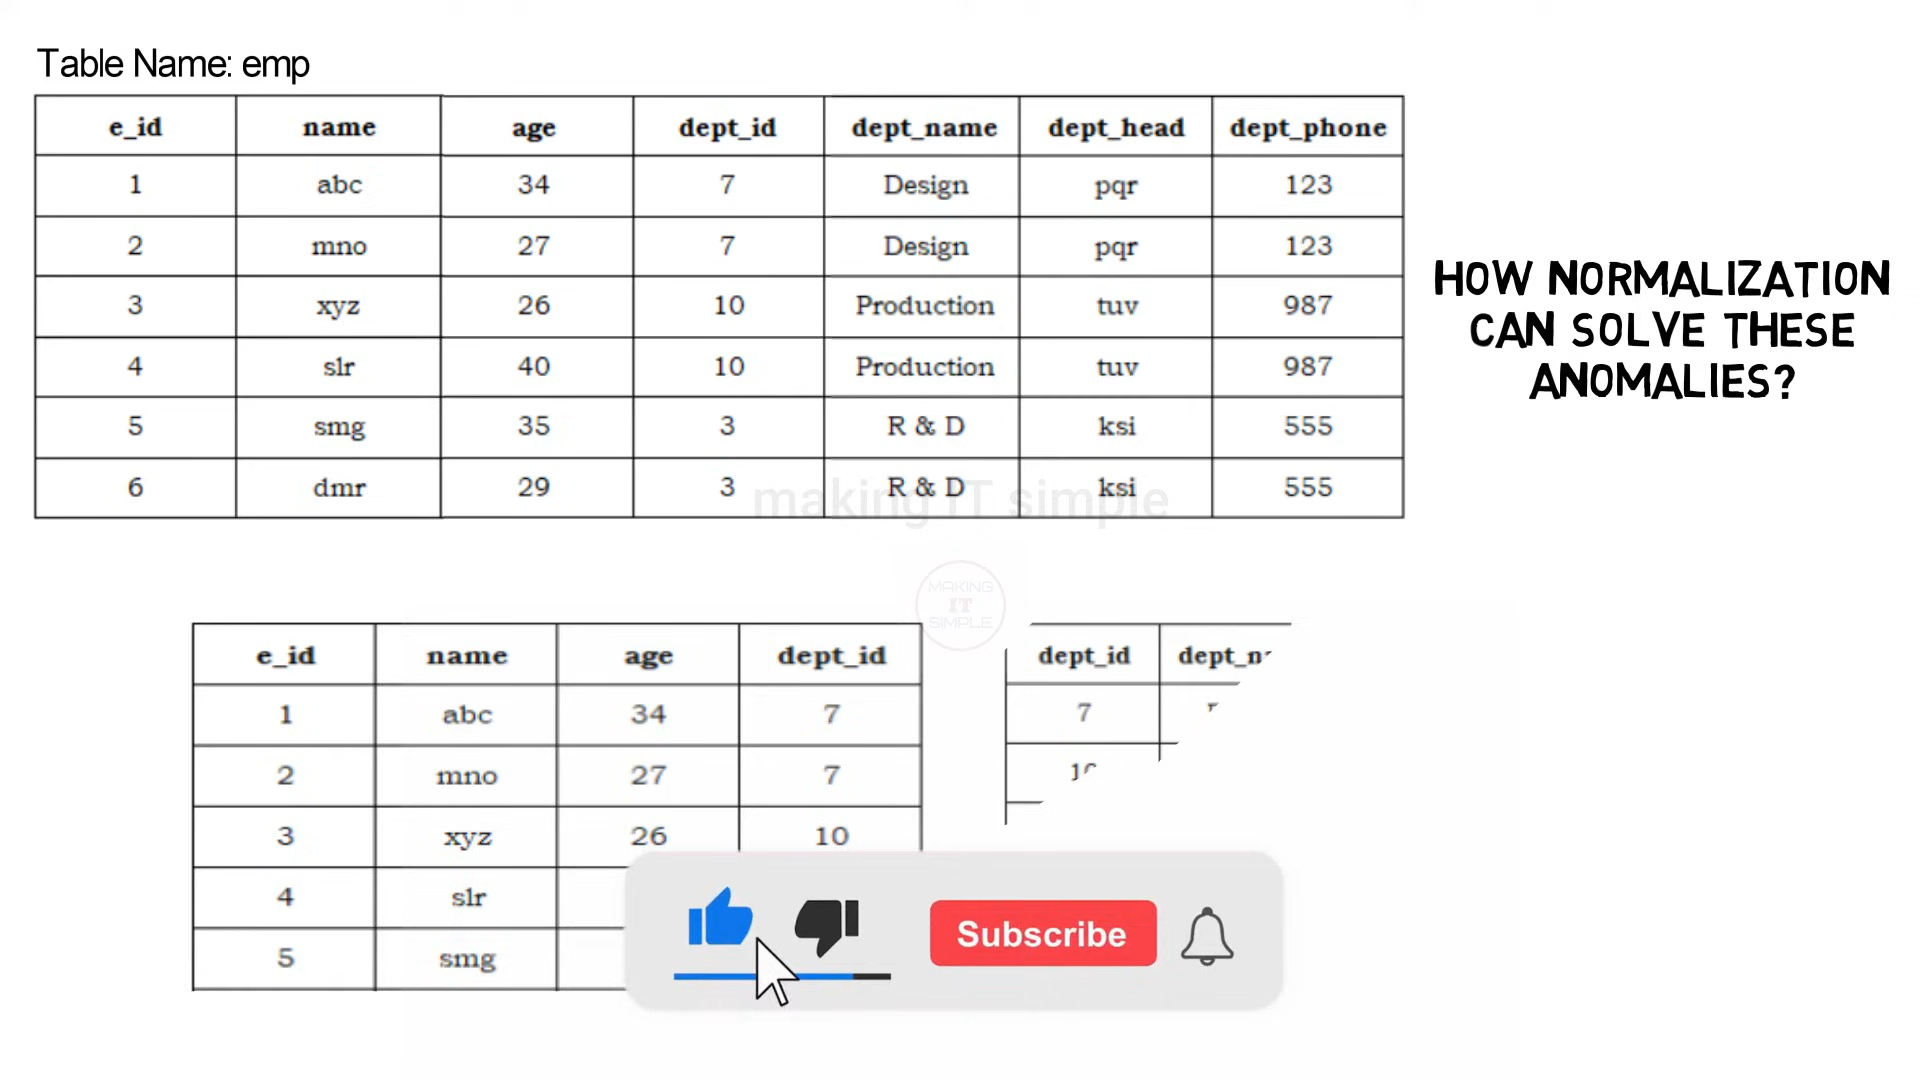 Table Name: emp
e_id name age dept_id dept_name dept_head dept_phone
1 abc 34 7 Design pqr 123
2 mno 27 7 Design pqr 123
3 xyz 26 10 Production tuv 987
4 slr 40 10 Production tuv 987
5 smg 35 3 R & D ksi 555
6 dmr 29 3 R & D ksi 555
HOW NORMALIZATION
CAN SOLVE THESE
ANOMALIES?
making IT simple
MAKING
IT
SIMPLE
e_id name age dept_id
1 abc 34 7
2 mno 27 7
3 xyz 26 10
4 slr
5 smg
dept_id
7
Subscribe